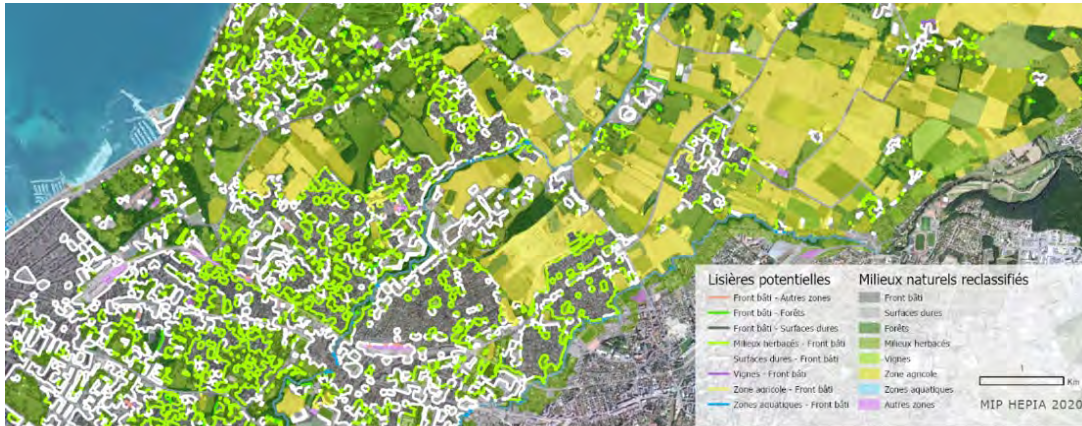 Lisières potentielles
Front bâti - Autres zones
Front bâti - Forêts
Front bâti - Surfaces dures
Milieux herbacés - Front bâti
Surfaces dures - Front bâti
Vignes - Front bâti
Zone agricole - Front bâti
Zones aquatiques - Front bâti
Milieux naturels reclassifiés
Front bâti
Surfaces dures
Forêts
Milieux herbacés
Vignes
Zone agricole
Zones aquatiques
Autres zones
1
Km
MIP HEPIA 2020